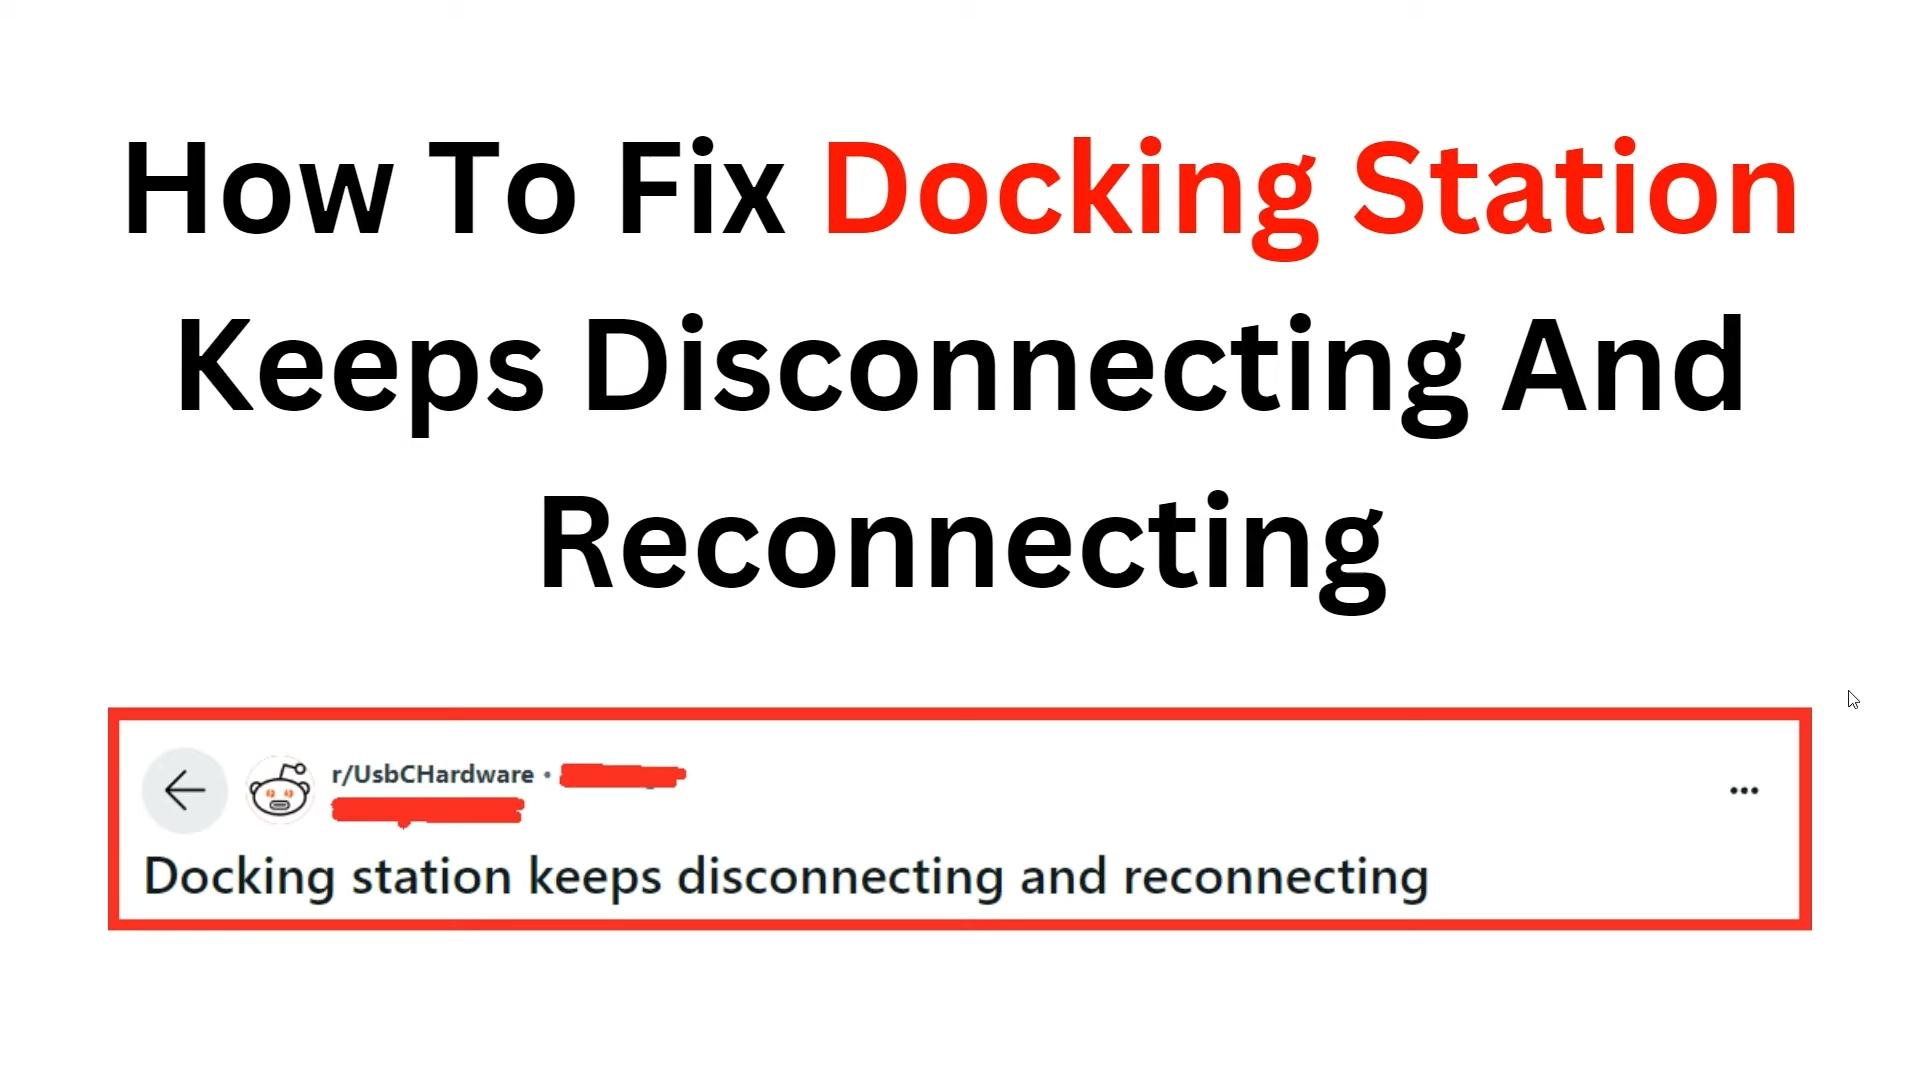 How To Fix Docking Station
Keeps Disconnecting And
Reconnecting
r/UsbCHardware •
Docking station keeps disconnecting and reconnecting